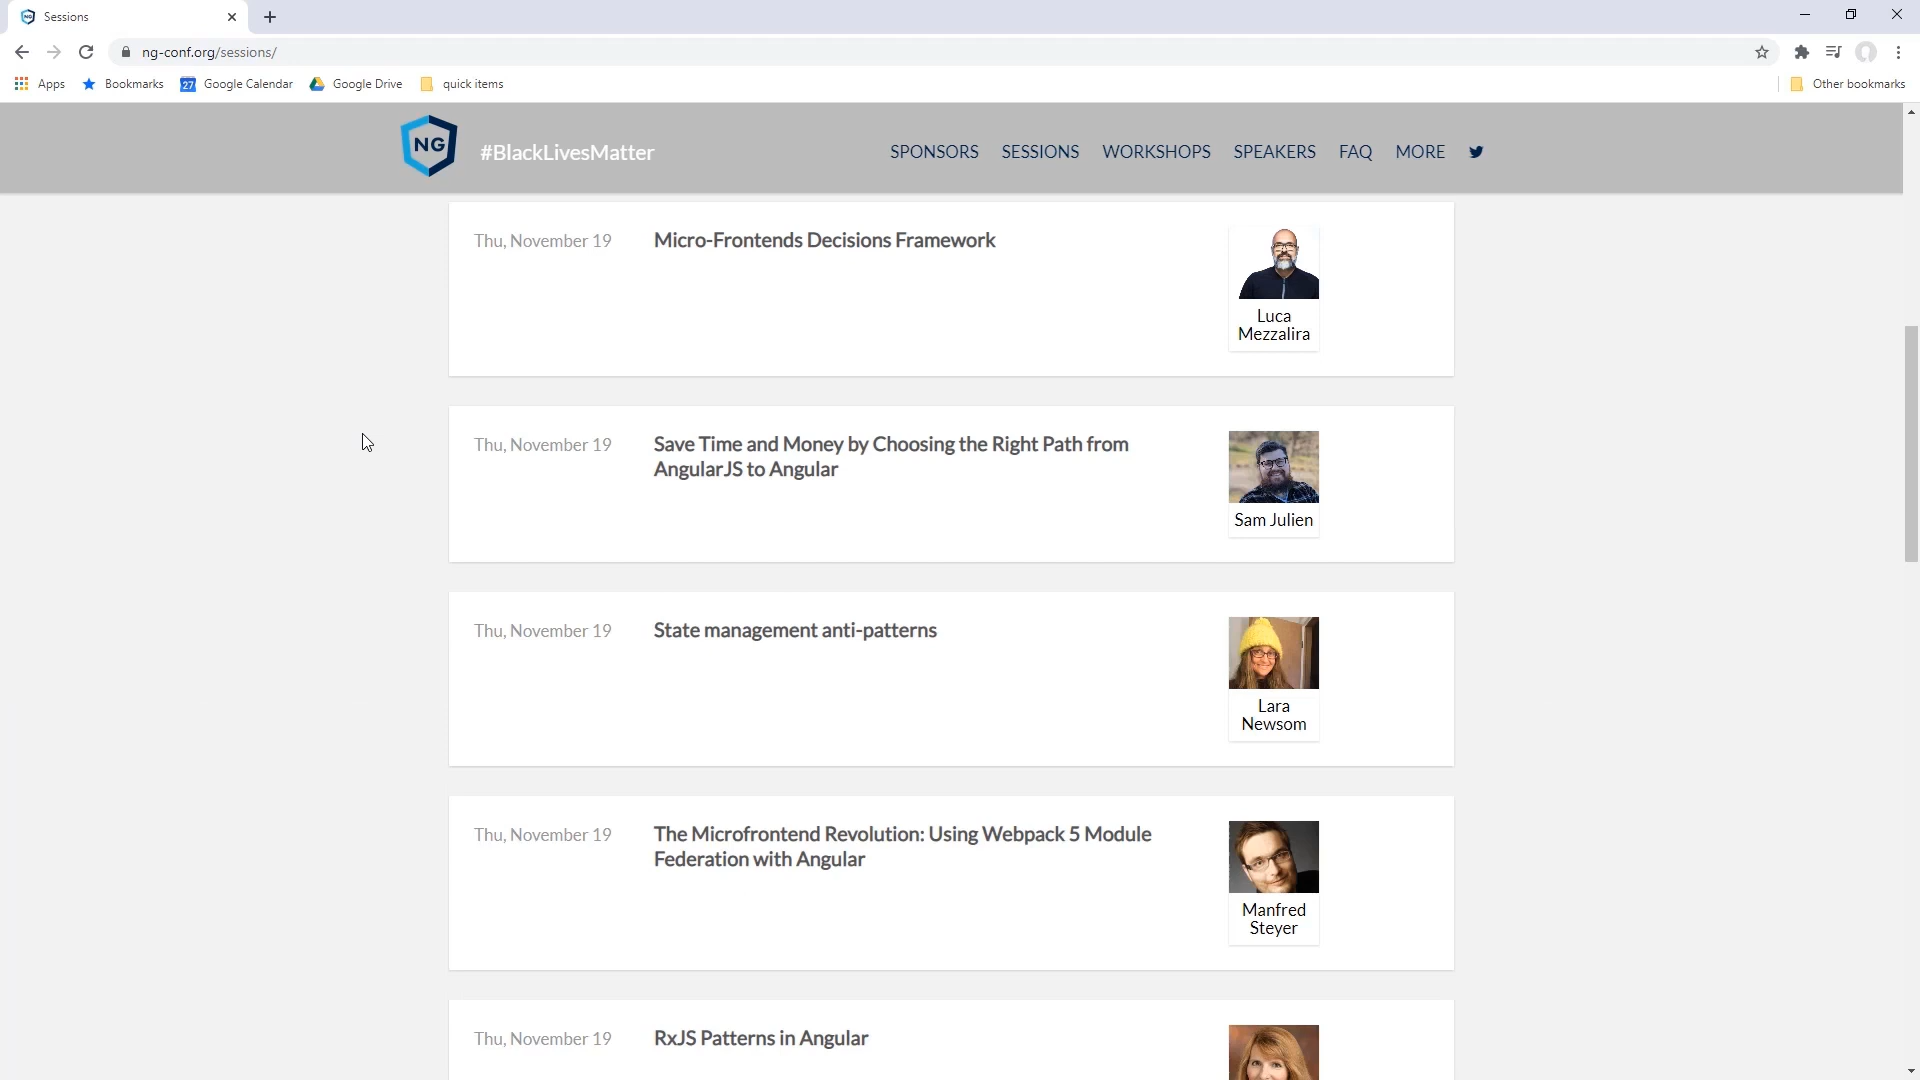 Sessions
ng-conf.org/sessions/
Apps Bookmarks 27 Google Calendar Google Drive quick items Other bookmarks
NG #BlackLivesMatter SPONSORS SESSIONS WORKSHOPS SPEAKERS FAQ MORE
Thu, November 19 Micro-Frontends Decisions Framework
Luca
Mezzalira
Thu, November 19 Save Time and Money by Choosing the Right Path from
AngularJS to Angular
Sam Julien
Thu, November 19 State management anti-patterns
Lara
Newsom
Thu, November 19 The Microfrontend Revolution: Using Webpack 5 Module
Federation with Angular
Manfred
Steyer
Thu, November 19 RxJS Patterns in Angular